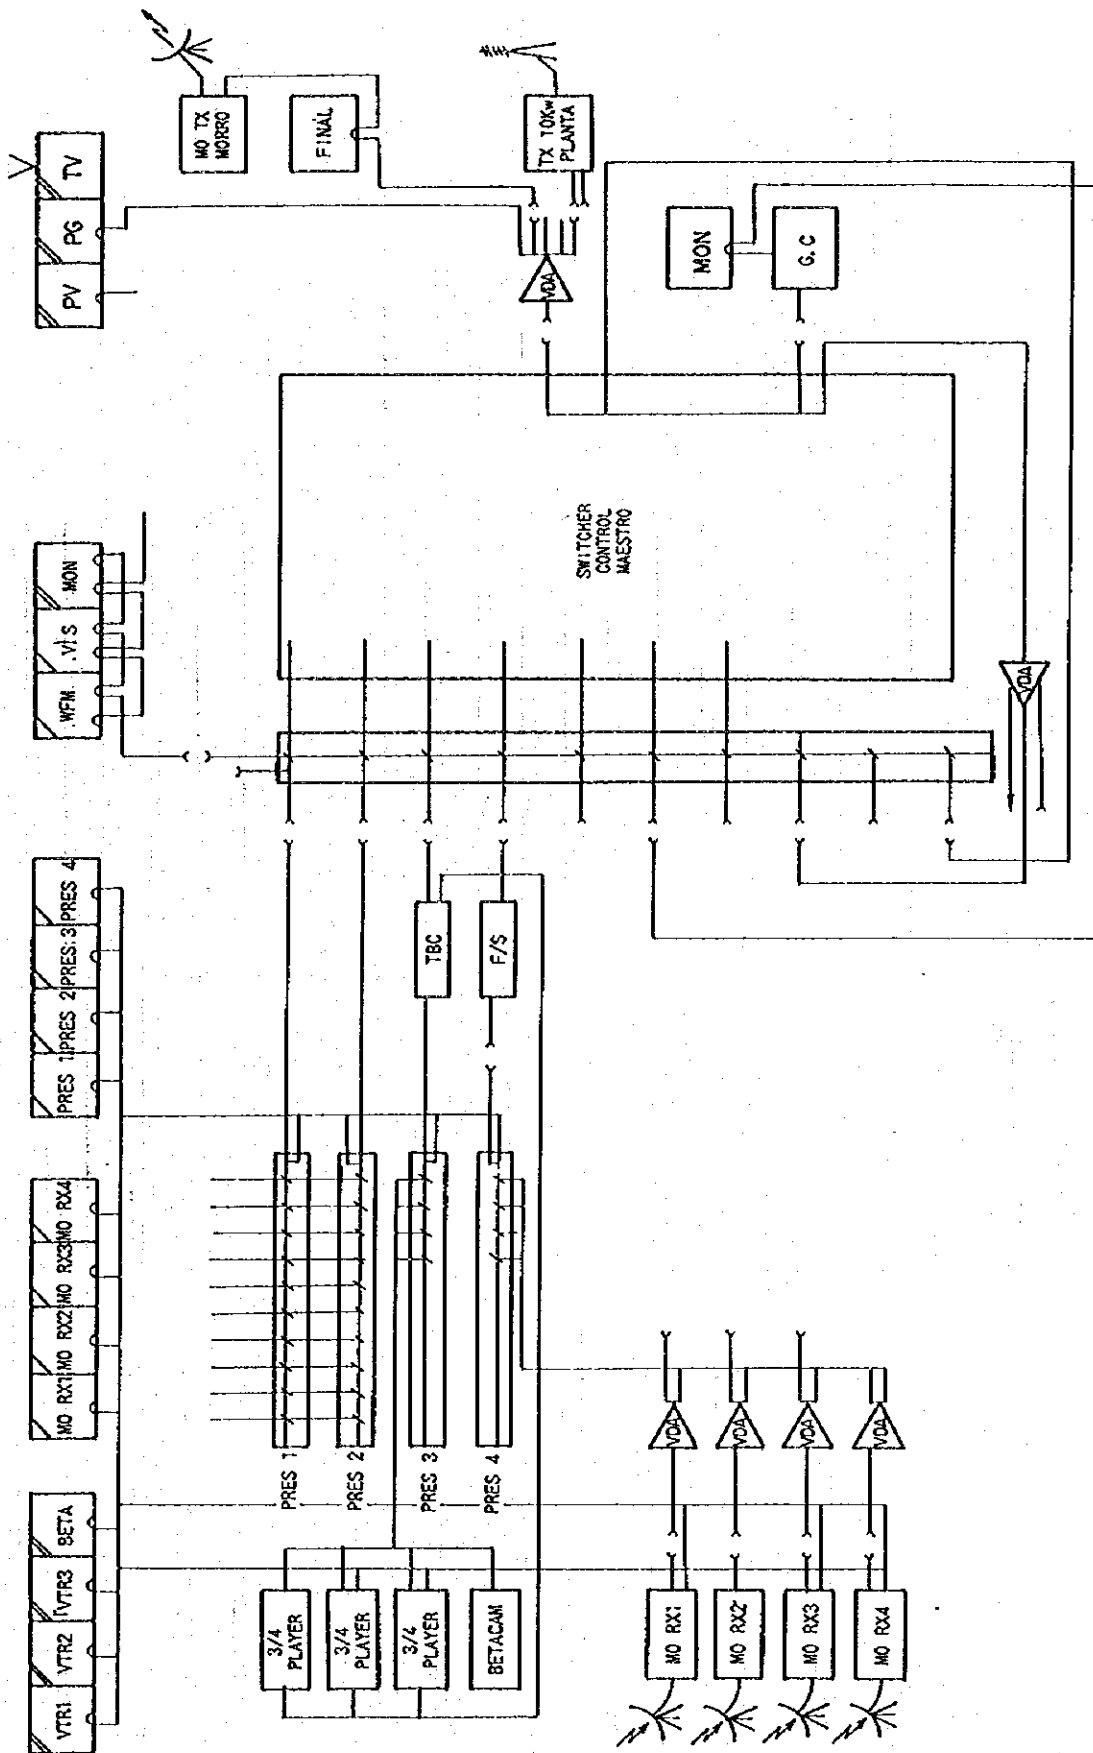 VTR1
VTR2
VTR3
BETA
MO RX1
MO RX2
MO RX3
MO RX4
PRES 1
PRES 2
PRES 3
PRES 4
WFM
V/S
MON
PV
PG
TV
3/4
PLAYER
3/4
PLAYER
3/4
PLAYER
BETACAM
PRES 1
PRES 2
PRES 3
PRES 4
TBC
F/S
SWITCHER
CONTROL
MAESTRO
MO TX
MORRO
FINAL
VDA
TX 10Kw
PLANTA
MON
G.C
VDA
MO RX1
MO RX2
MO RX3
MO RX4
VDA
VDA
VDA
VDA